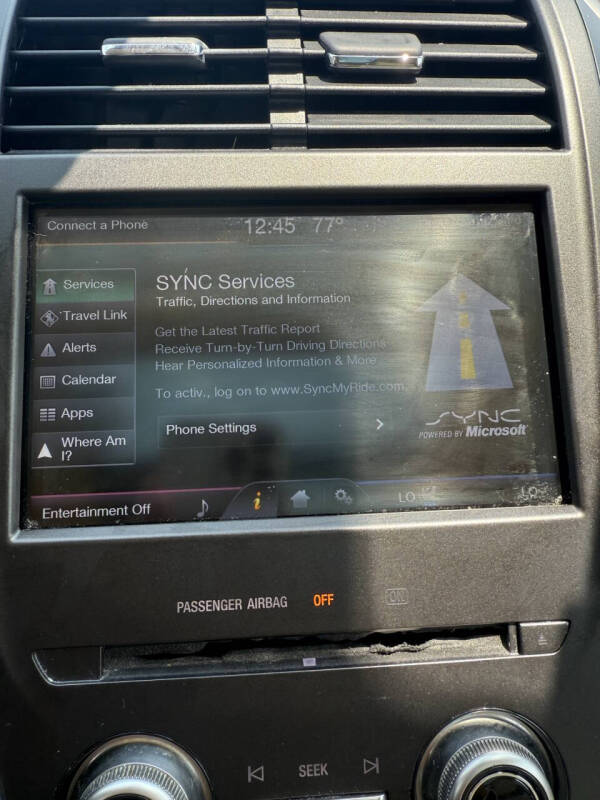 Connect a Phone 12:45 77°
Services
Travel Link
Alerts
Calendar
Apps
Where Am
I?
SYNC Services
Traffic, Directions and Information
Get the Latest Traffic Report
Receive Turn-by-Turn Driving Directions
Hear Personalized Information & More
To activ., log on to www.SyncMyRide.com.
Phone Settings
SYNC
POWERED BY Microsoft
Entertainment Off
i
LO
LO
PASSENGER AIRBAG OFF ON
SEEK